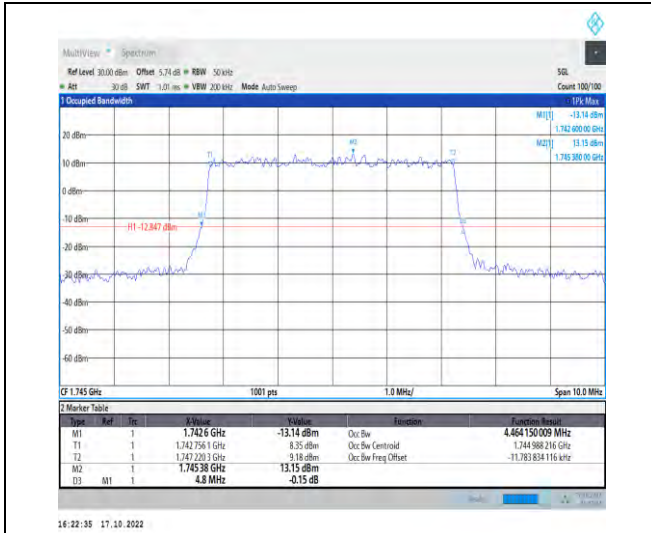 MultiView Spectrum
Ref Level 30.00 dBm Offset 5.74 dB RBW 50 kHz SGL
Att 30 dB SWT 1.01 ms VBW 200 kHz Mode Auto Sweep Count 100/100
1 Occupied Bandwidth 1Pk Max
M1[1] -13.14 dBm
1.742 600 00 GHz
M2[1] 13.15 dBm
1.745 380 00 GHz
20 dBm
M2
T1 T2
10 dBm
0 dBm
-10 dBm
M1
H1 -12.847 dBm
-20 dBm
-30 dBm
-40 dBm
-50 dBm
-60 dBm
CF 1.745 GHz 1001 pts 1.0 MHz/ Span 10.0 MHz
2 Marker Table
Type Ref Trc X-Value Y-Value Function Function Result
M1 1 1.7426 GHz -13.14 dBm Occ Bw 4.464 150 009 MHz
T1 1 1.742 756 1 GHz 8.35 dBm Occ Bw Centroid 1.744 988 216 GHz
T2 1 1.747 220 3 GHz 9.18 dBm Occ Bw Freq Offset -11.783 834 116 kHz
M2 1 1.745 38 GHz 13.15 dBm
D3 M1 1 4.8 MHz -0.15 dB
16:22:35 17.10.2022